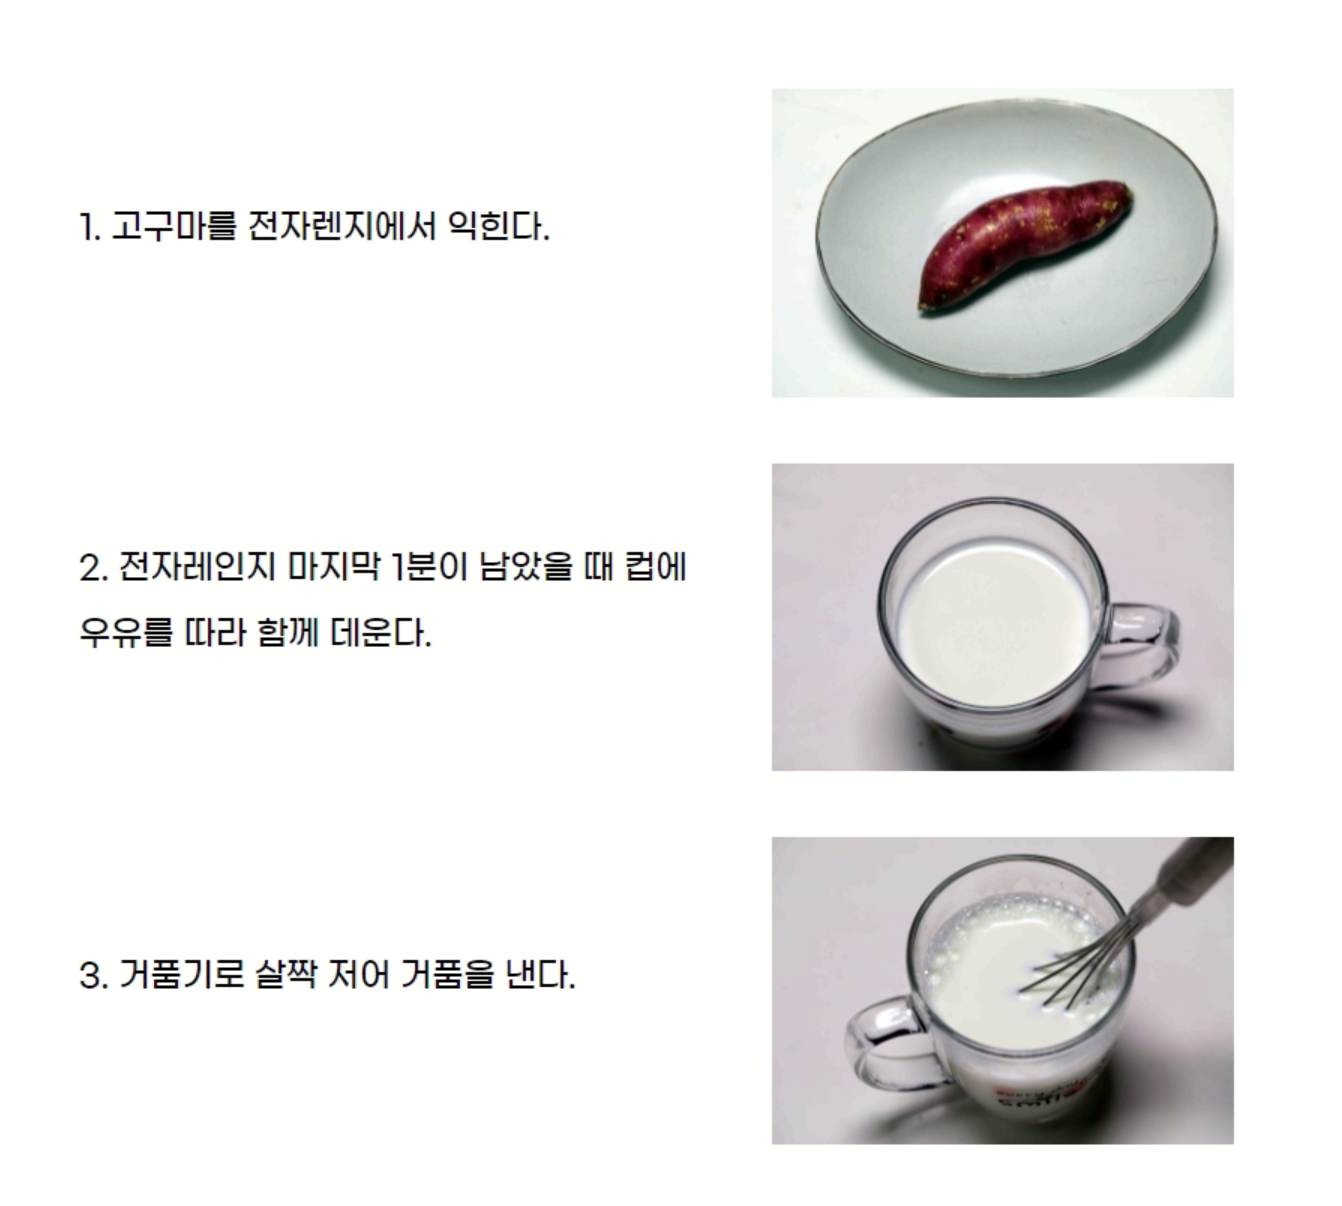 1. 고구마를 전자렌지에서 익힌다.
2. 전자레인지 마지막 1분이 남았을 때 컵에
우유를 따라 함께 데운다.
3. 거품기로 살짝 저어 거품을 낸다.